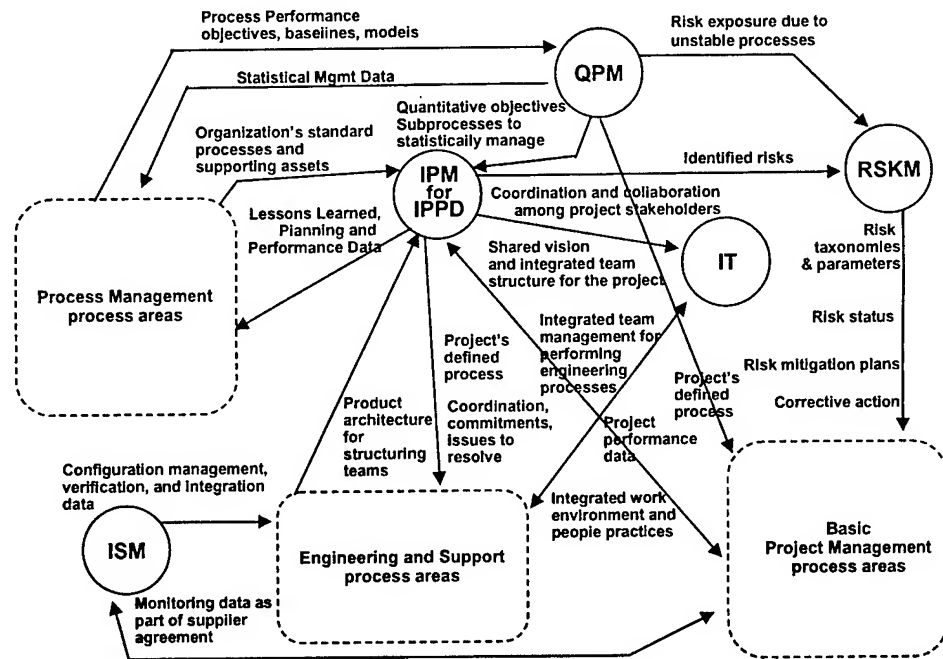 Process Performance
objectives, baselines, models
Risk exposure due to
unstable processes
QPM
Statistical Mgmt Data
Quantitative objectives
Subprocesses to
statistically manage
Organization's standard
processes and
supporting assets
Identified risks
RSKM
IPM
for
IPPD
Coordination and collaboration
among project stakeholders
Lessons Learned,
Planning and
Performance Data
Risk
taxonomies
& parameters
Shared vision
and integrated team
structure for the project
IT
Process Management
process areas
Risk status
Integrated team
management for
performing
engineering
processes
Project's
defined
process
Risk mitigation plans
Project's
defined
process
Corrective action
Product
architecture
for
structuring
teams
Coordination,
commitments,
issues to
resolve
Project
performance
data
Configuration management,
verification, and integration
data
Integrated work
environment and
people practices
ISM
Engineering and Support
process areas
Basic
Project Management
process areas
Monitoring data as
part of supplier
agreement